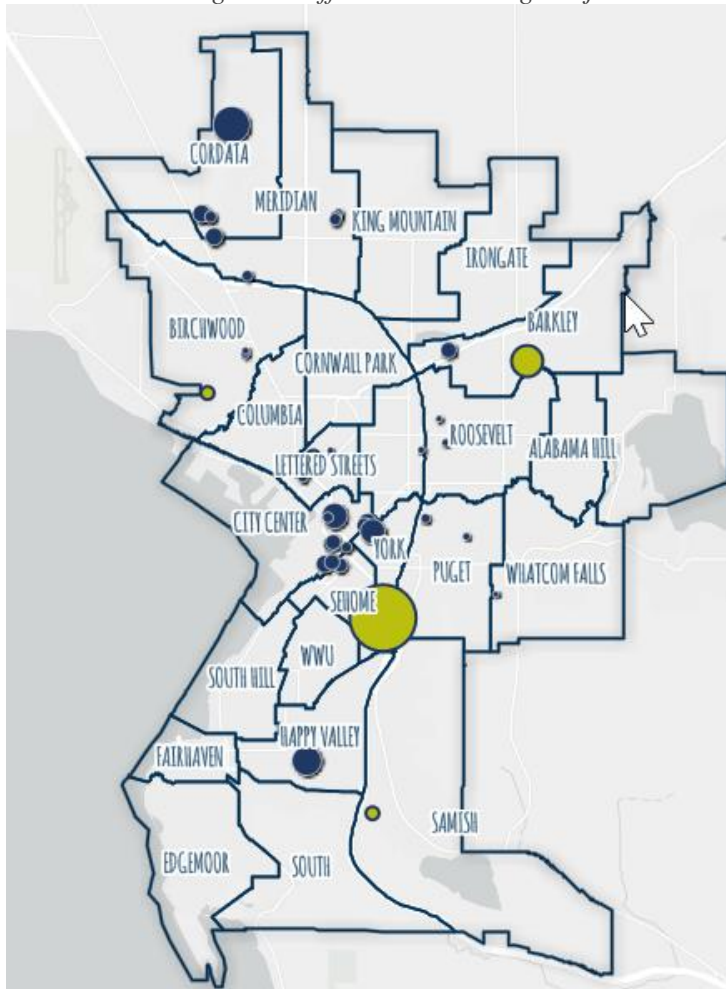 CORDATA
MERIDIAN
KING MOUNTAIN
IRONGATE
BIRCHWOOD
BARKLEY
CORNWALL PARK
COLUMBIA
ROOSEVELT
ALABAMA HILL
LETTERED STREETS
CITY CENTER
YORK
PUGET
WHATCOM FALLS
SEHOME
WWU
SOUTH HILL
HAPPY VALLEY
FAIRHAVEN
SAMISH
EDGEMOOR
SOUTH